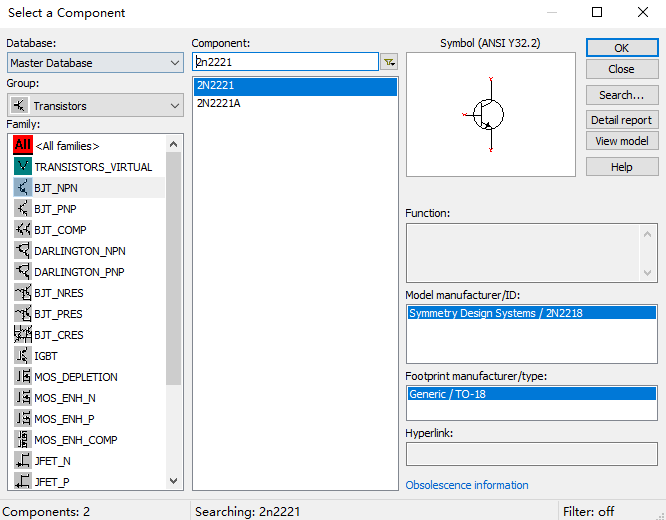 Select a Component
Database:
Master Database
Group:
Transistors
Family:
All <All families>
TRANSISTORS_VIRTUAL
BJT_NPN
BJT_PNP
BJT_COMP
DARLINGTON_NPN
DARLINGTON_PNP
BJT_NRES
BJT_PRES
BJT_CRES
IGBT
MOS_DEPLETION
MOS_ENH_N
MOS_ENH_P
MOS_ENH_COMP
JFET_N
JFET_P
Component:
2n2221
2N2221
2N2221A
Symbol (ANSI Y32.2)
Function:
Model manufacturer/ID:
Symmetry Design Systems / 2N2218
Footprint manufacturer/type:
Generic / TO-18
Hyperlink:
Obsolescence information
OK
Close
Search...
Detail report
View model
Help
Components: 2
Searching: 2n2221
Filter: off